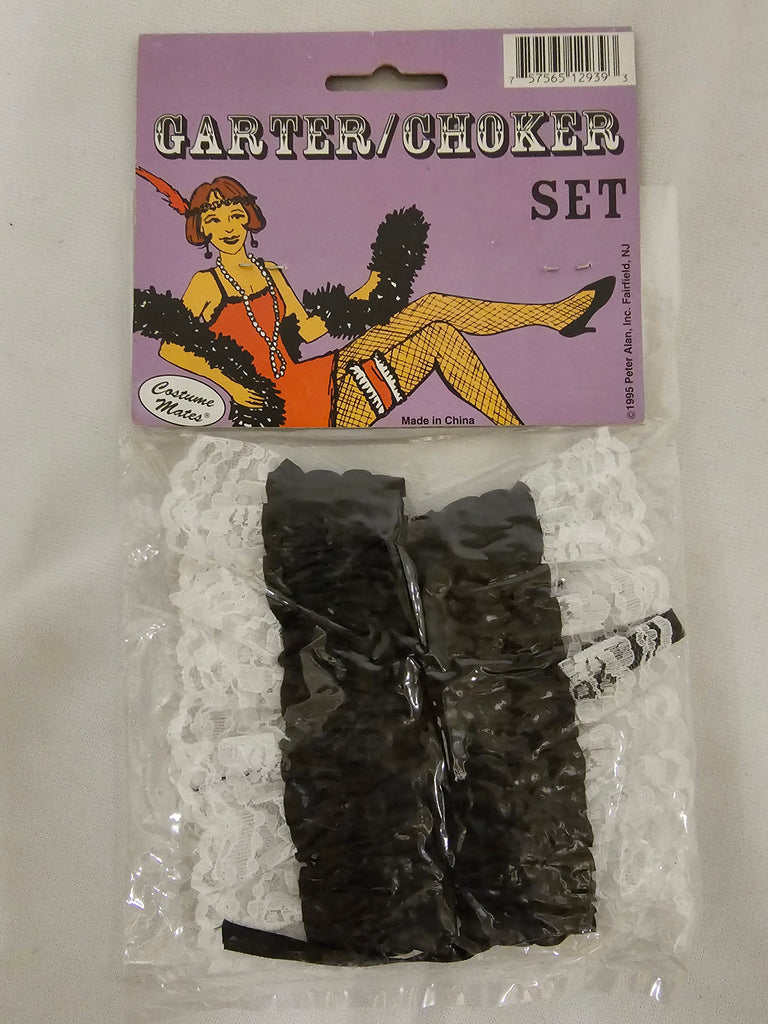 7 57565 12939 3
GARTER/CHOKER
SET
Costume
Mates®
Made in China
©1995 Peter Alan, Inc. Fairfield, NJ